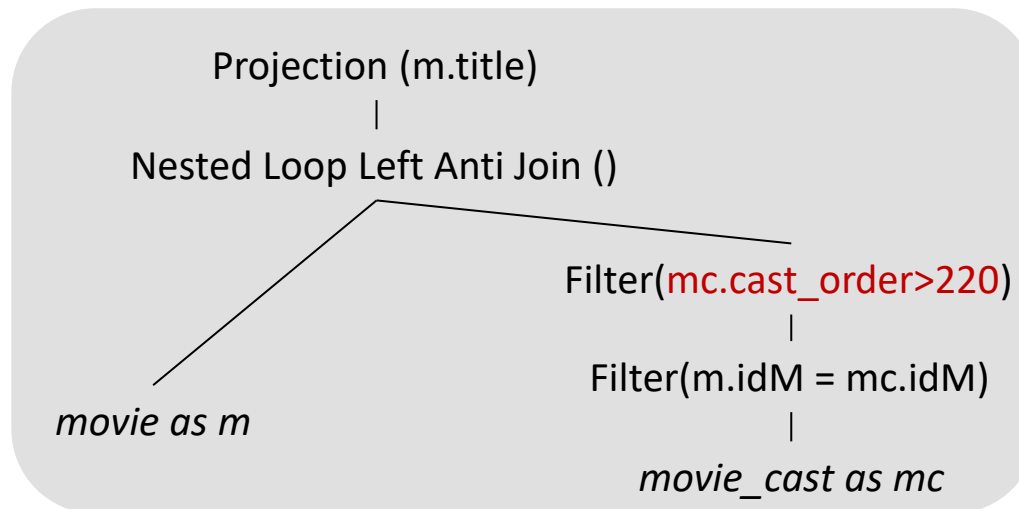 Projection (m.title)
Nested Loop Left Anti Join ()
Filter(mc.cast_order>220)
Filter(m.idM = mc.idM)
movie as m
movie_cast as mc